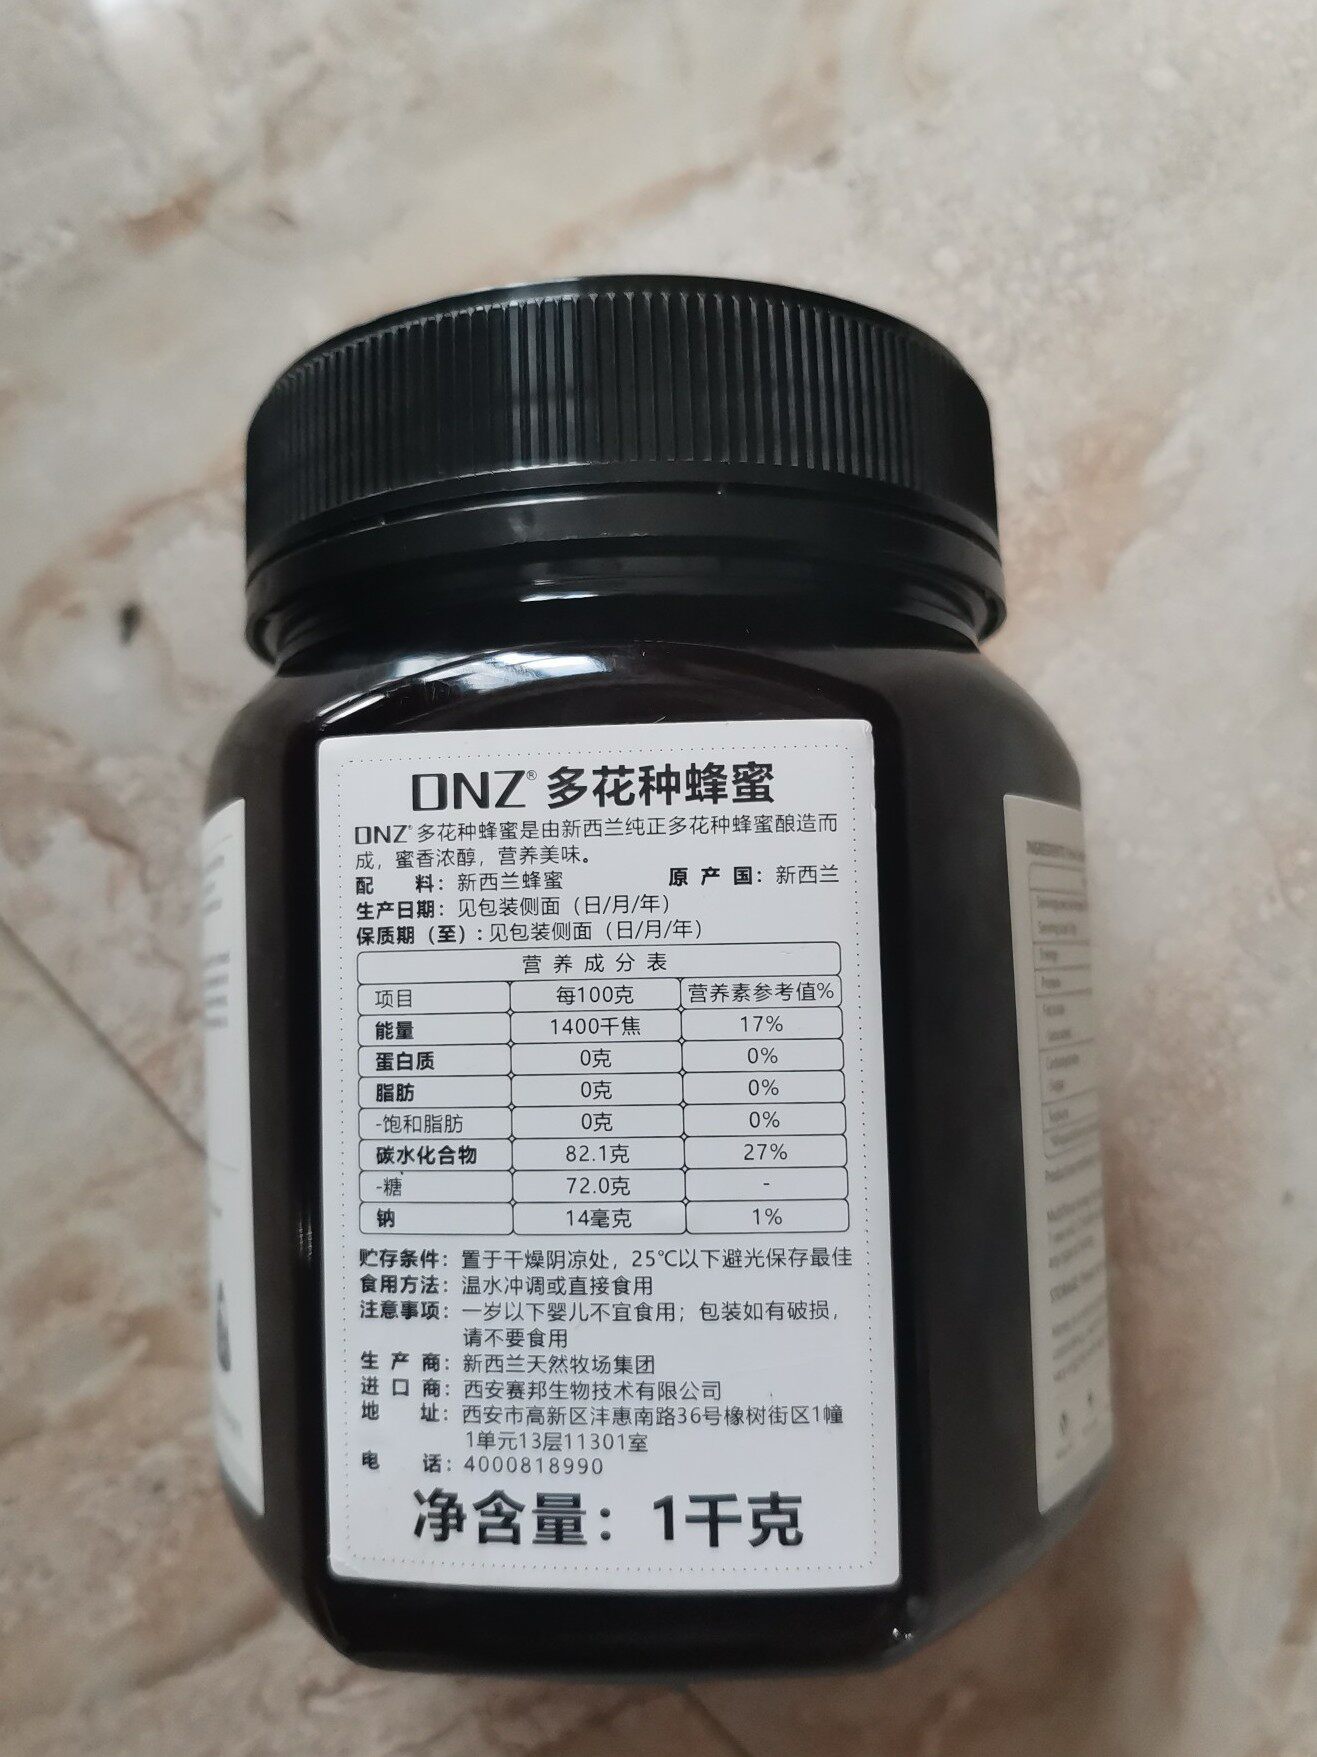 DNZ® 多花种蜂蜜
DNZ® 多花种蜂蜜是由新西兰纯正多花种蜂蜜酿造而
成，蜜香浓醇，营养美味。
配 料：新西兰蜂蜜 原产国：新西兰
生产日期：见包装侧面（日/月/年）
保质期（至）：见包装侧面（日/月/年）
营养成分表
项目 每100克 营养素参考值%
能量 1400千焦 17%
蛋白质 0克 0%
脂肪 0克 0%
-饱和脂肪 0克 0%
碳水化合物 82.1克 27%
-糖 72.0克 -
钠 14毫克 1%
贮存条件：置于干燥阴凉处，25℃以下避光保存最佳
食用方法：温水冲调或直接食用
注意事项：一岁以下婴儿不宜食用；包装如有破损，
请不要食用
生产商：新西兰天然牧场集团
进口商：西安赛邦生物技术有限公司
地 址：西安市高新区沣惠南路36号橡树街区1幢
1单元13层11301室
电 话：4000818990
净含量：1千克